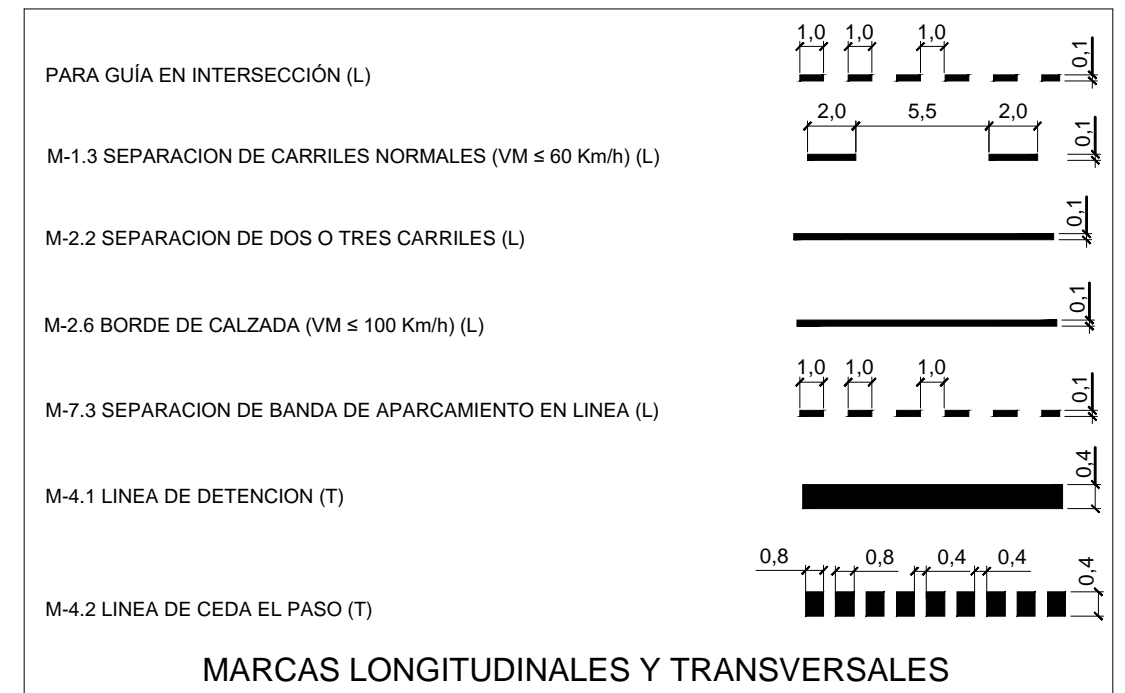 1,0 1,0 1,0 0,1
PARA GUÍA EN INTERSECCIÓN (L)
2,0 5,5 2,0 0,1
M-1.3 SEPARACION DE CARRILES NORMALES (VM ≤ 60 Km/h) (L)
0,1
M-2.2 SEPARACION DE DOS O TRES CARRILES (L)
0,1
M-2.6 BORDE DE CALZADA (VM ≤ 100 Km/h) (L)
1,0 1,0 1,0 0,1
M-7.3 SEPARACION DE BANDA DE APARCAMIENTO EN LINEA (L)
0,4
M-4.1 LINEA DE DETENCION (T)
0,8 0,8 0,4 0,4 0,4
M-4.2 LINEA DE CEDA EL PASO (T)
MARCAS LONGITUDINALES Y TRANSVERSALES